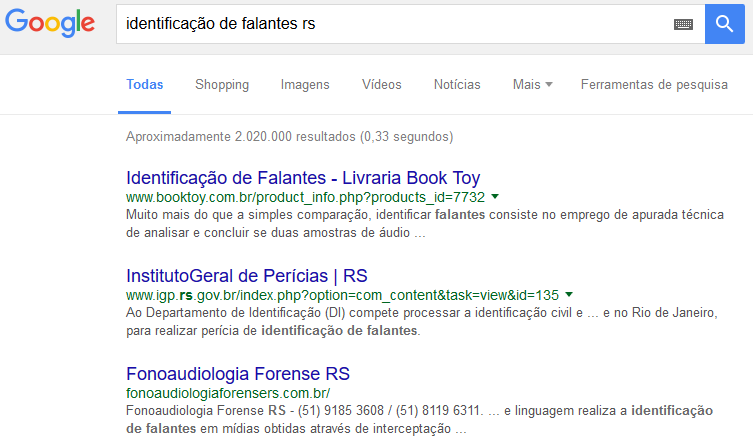 Google
identificação de falantes rs
Todas Shopping Imagens Vídeos Notícias Mais Ferramentas de pesquisa
Aproximadamente 2.020.000 resultados (0,33 segundos)
Identificação de Falantes - Livraria Book Toy
www.booktoy.com.br/product_info.php?products_id=7732
Muito mais do que a simples comparação, identificar falantes consiste no emprego de apurada técnica
de analisar e concluir se duas amostras de áudio ...
InstitutoGeral de Perícias | RS
www.igp.rs.gov.br/index.php?option=com_content&task=view&id=135
Ao Departamento de Identificação (DI) compete processar a identificação civil e ... e no Rio de Janeiro,
para realizar perícia de identificação de falantes.
Fonoaudiologia Forense RS
fonoaudiologiaforensers.com.br/
Fonoaudiologia Forense RS - (51) 9185 3608 / (51) 8119 6311. ... e linguagem realiza a identificação
de falantes em mídias obtidas através de interceptação ...